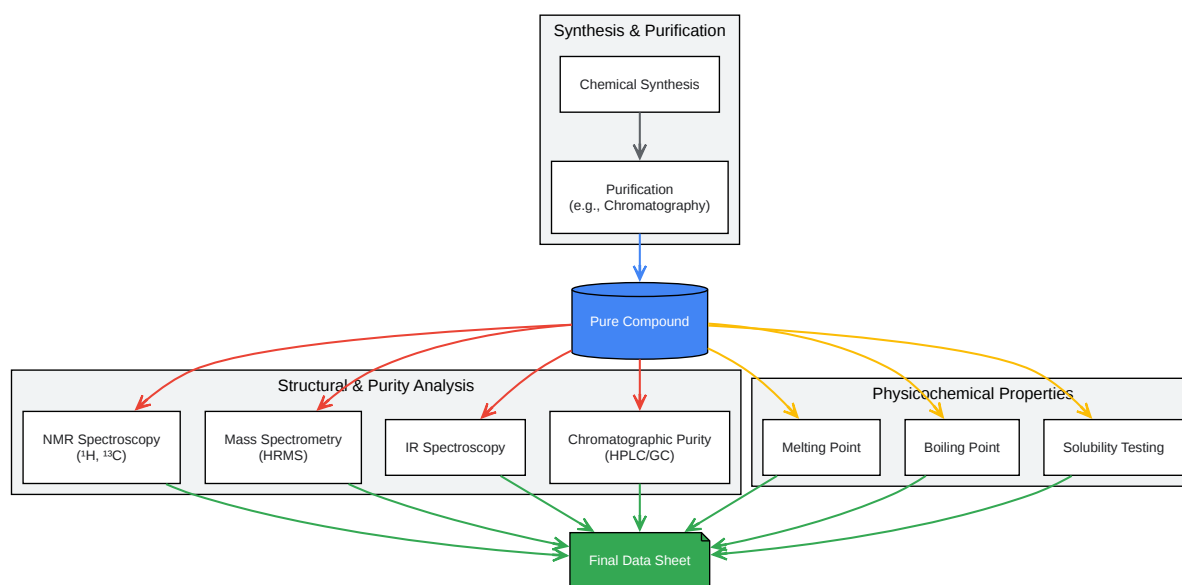 Synthesis & Purification
Chemical Synthesis
Purification
(e.g., Chromatography)
Pure Compound
Structural & Purity Analysis
Physicochemical Properties
NMR Spectroscopy
(¹H, ¹³C)
Mass Spectrometry
(HRMS)
IR Spectroscopy
Chromatographic Purity
(HPLC/GC)
Melting Point
Boiling Point
Solubility Testing
Final Data Sheet